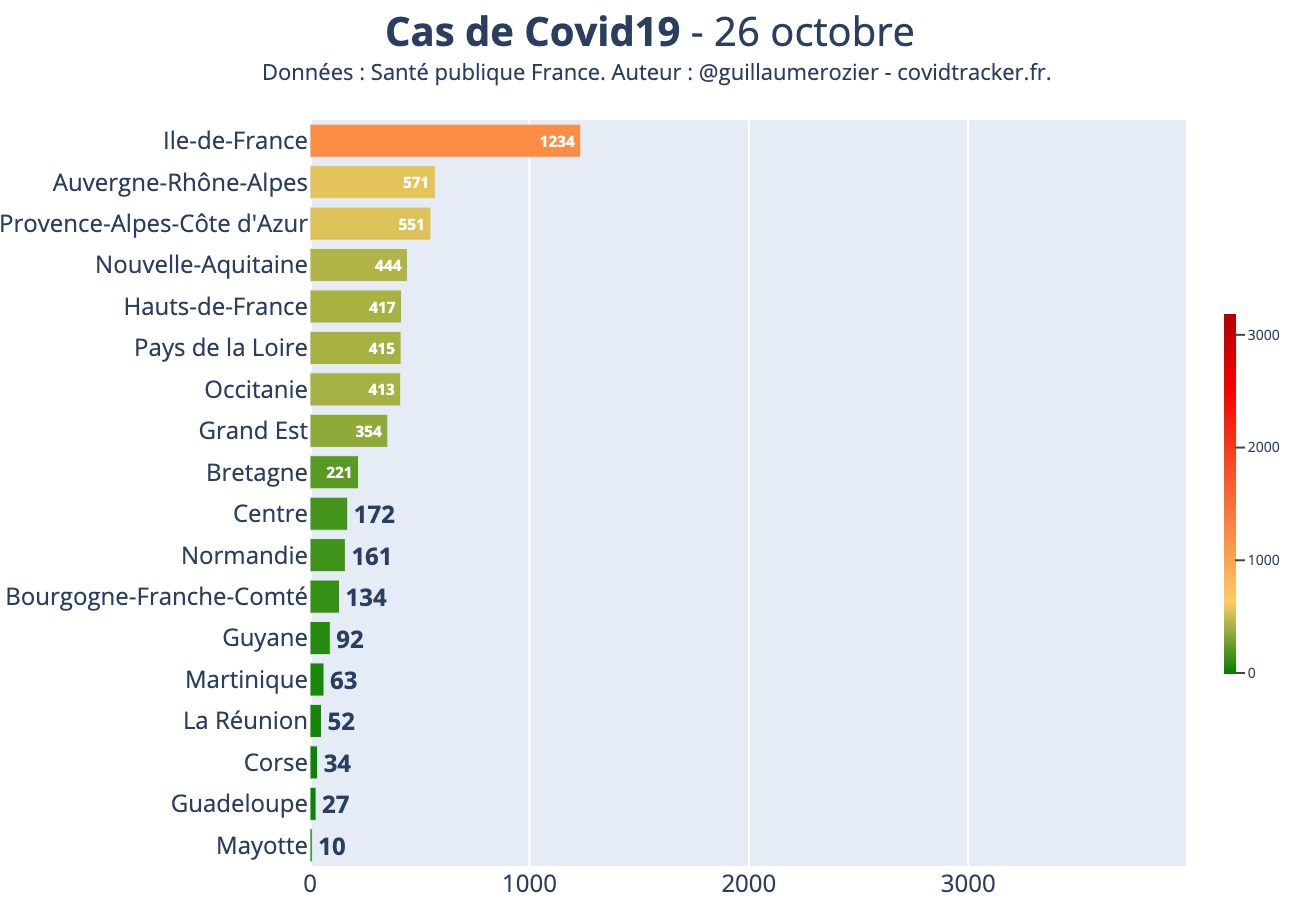 Cas de Covid19 - 26 octobre
Données : Santé publique France. Auteur : @guillaumerozier - covidtracker.fr.
Ile-de-France 1234
Auvergne-Rhône-Alpes 571
Provence-Alpes-Côte d'Azur 551
Nouvelle-Aquitaine 444
Hauts-de-France 417
Pays de la Loire 415
Occitanie 413
Grand Est 354
Bretagne 221
Centre 172
Normandie 161
Bourgogne-Franche-Comté 134
Guyane 92
Martinique 63
La Réunion 52
Corse 34
Guadeloupe 27
Mayotte 10
0 1000 2000 3000
3000
2000
1000
0